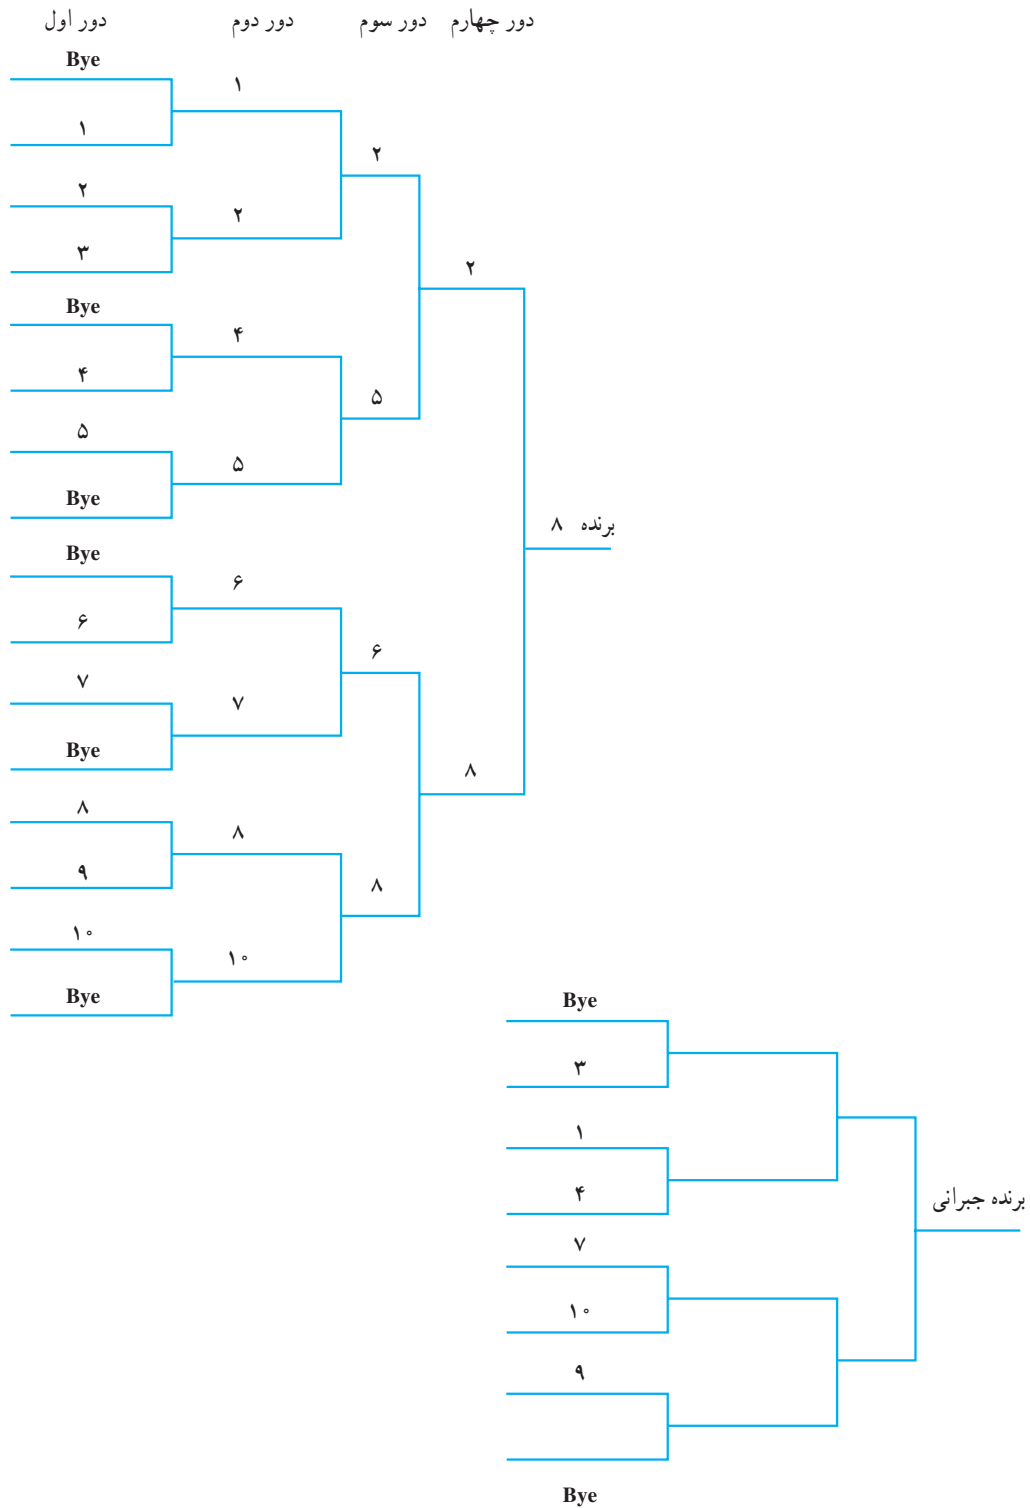 دور اول دور دوم دور سوم دور چهارم
Bye
۱
۱
۲
۲
۲
۳
۲
Bye
۴
۴
۵
۵
۵
Bye
برنده ۸
Bye
۶
۶
۶
۷
۷
Bye
۸
۸
۸
۹
۸
۱۰
۱۰
Bye
Bye
۳
۱
۴
برنده جبرانی
۷
۱۰
۹
Bye